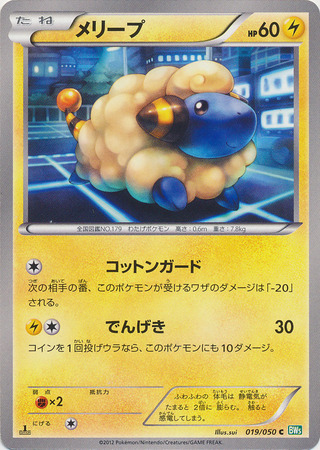 たね
メリープ
HP60
全国図鑑NO.179 わたげポケモン 高さ:0.6m 重さ:7.8kg
コットンガード
次の相手の番、このポケモンが受けるワザのダメージは「-20」
される。
でんげき 30
コインを1回投げウラなら、このポケモンにも10ダメージ。
弱点 抵抗力
×2
にげる
ふわふわの 体毛は 静電気が
たまると 2倍に 膨らむ。触ると
感電してしまう。
1 EDITION
illus.sui
019/050 C BW5
©2012 Pokémon/Nintendo/Creatures/GAME FREAK.